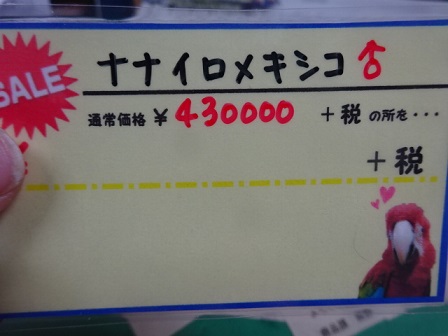 SALE
ナナイロメキシコ♂
通常価格 ¥430000 +税 の所を・・・
+税